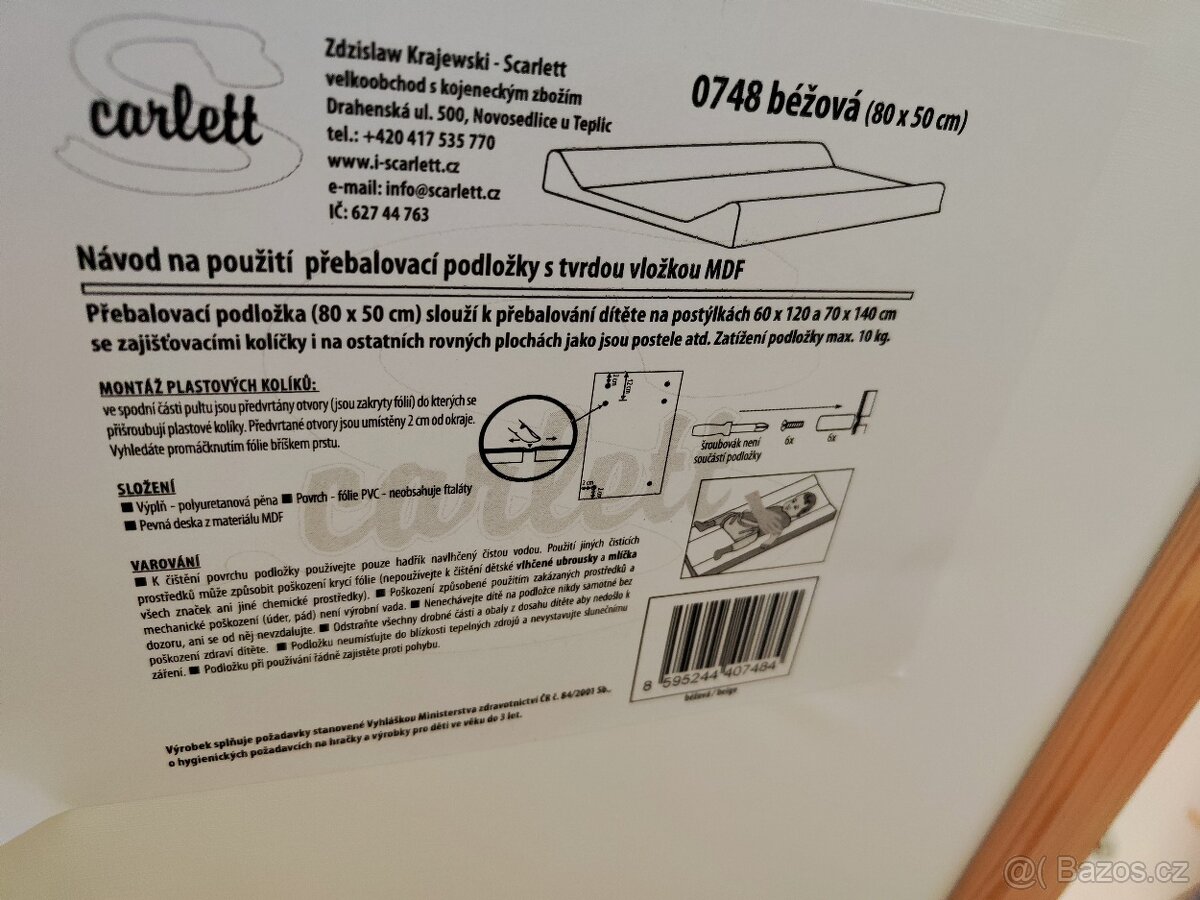 Scarlett
Zdzislaw Krajewski - Scarlett
velkoobchod s kojeneckým zbožím
Drahenská ul. 500, Novosedlice u Teplic
tel.: +420 417 535 770
www.i-scarlett.cz
e-mail: info@scarlett.cz
IČ: 627 44 763
0748 béžová (80 x 50 cm)
Návod na použití přebalovací podložky s tvrdou vložkou MDF
Přebalovací podložka (80 x 50 cm) slouží k přebalování dítěte na postýlkách 60 x 120 a 70 x 140 cm
se zajišťovacími kolíčky i na ostatních rovných plochách jako jsou postele atd. Zatížení podložky max. 10 kg.
MONTÁŽ PLASTOVÝCH KOLÍKŮ:
ve spodní části pultu jsou předvrtány otvory (jsou zakryty fólií) do kterých se
přišroubují plastové kolíky. Předvrtané otvory jsou umístěny 2 cm od okraje.
Vyhledáte promáčknutím fólie bříškem prstu.
2 cm
12 cm
2 cm
2 cm
šroubovák není
součástí podložky
6x
6x
SLOŽENÍ
■ Výplň - polyuretanová pěna ■ Povrch - fólie PVC - neobsahuje ftaláty
■ Pevná deska z materiálu MDF
scarlett
VAROVÁNÍ
■ K čištění povrchu podložky používejte pouze hadřík navlhčený čistou vodou. Použití jiných čisticích
prostředků může způsobit poškození krycí fólie (nepoužívejte k čištění dětské vlhčené ubrousky a mlíčka
všech značek ani jiné chemické prostředky). ■ Poškození způsobené použitím zakázaných prostředků a
mechanické poškození (úder, pád) není výrobní vada. ■ Nenechávejte dítě na podložce nikdy samotné bez
dozoru, ani se od něj nevzdalujte. ■ Odstraňte všechny drobné části a obaly z dosahu dítěte aby nedošlo k
poškození zdraví dítěte. ■ Podložku neumísťujte do blízkosti tepelných zdrojů a nevystavujte slunečnímu
záření. ■ Podložku při používání řádně zajistěte proti pohybu.
8 595244 407484
béžová / beige
Výrobek splňuje požadavky stanovené Vyhláškou Ministerstva zdravotnictví ČR č. 84/2001 Sb.,
o hygienických požadavcích na hračky a výrobky pro děti ve věku do 3 let.
@( Bazos.cz